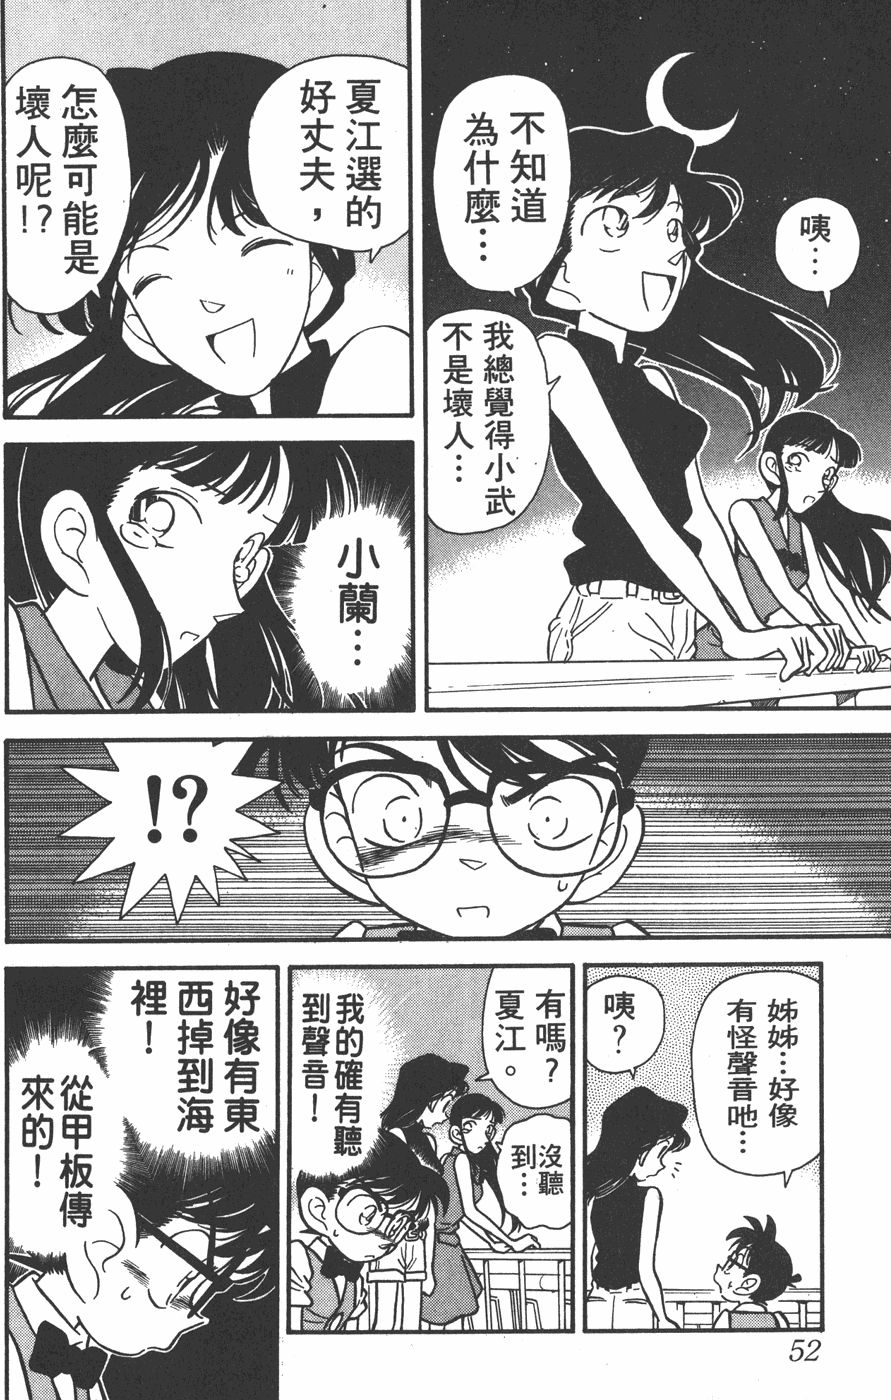 咦…
不知道
為什麼…
我總覺得小武
不是壞人…
夏江選的
好丈夫，
怎麼可能是
壞人呢!?
小蘭…
!?
姊姊…好像
有怪聲音吔…
咦？
有嗎？
夏江。
沒聽
到…
我的確有聽
到聲音！
好像有東
西掉到海
裡！
從甲板傳
來的！
52